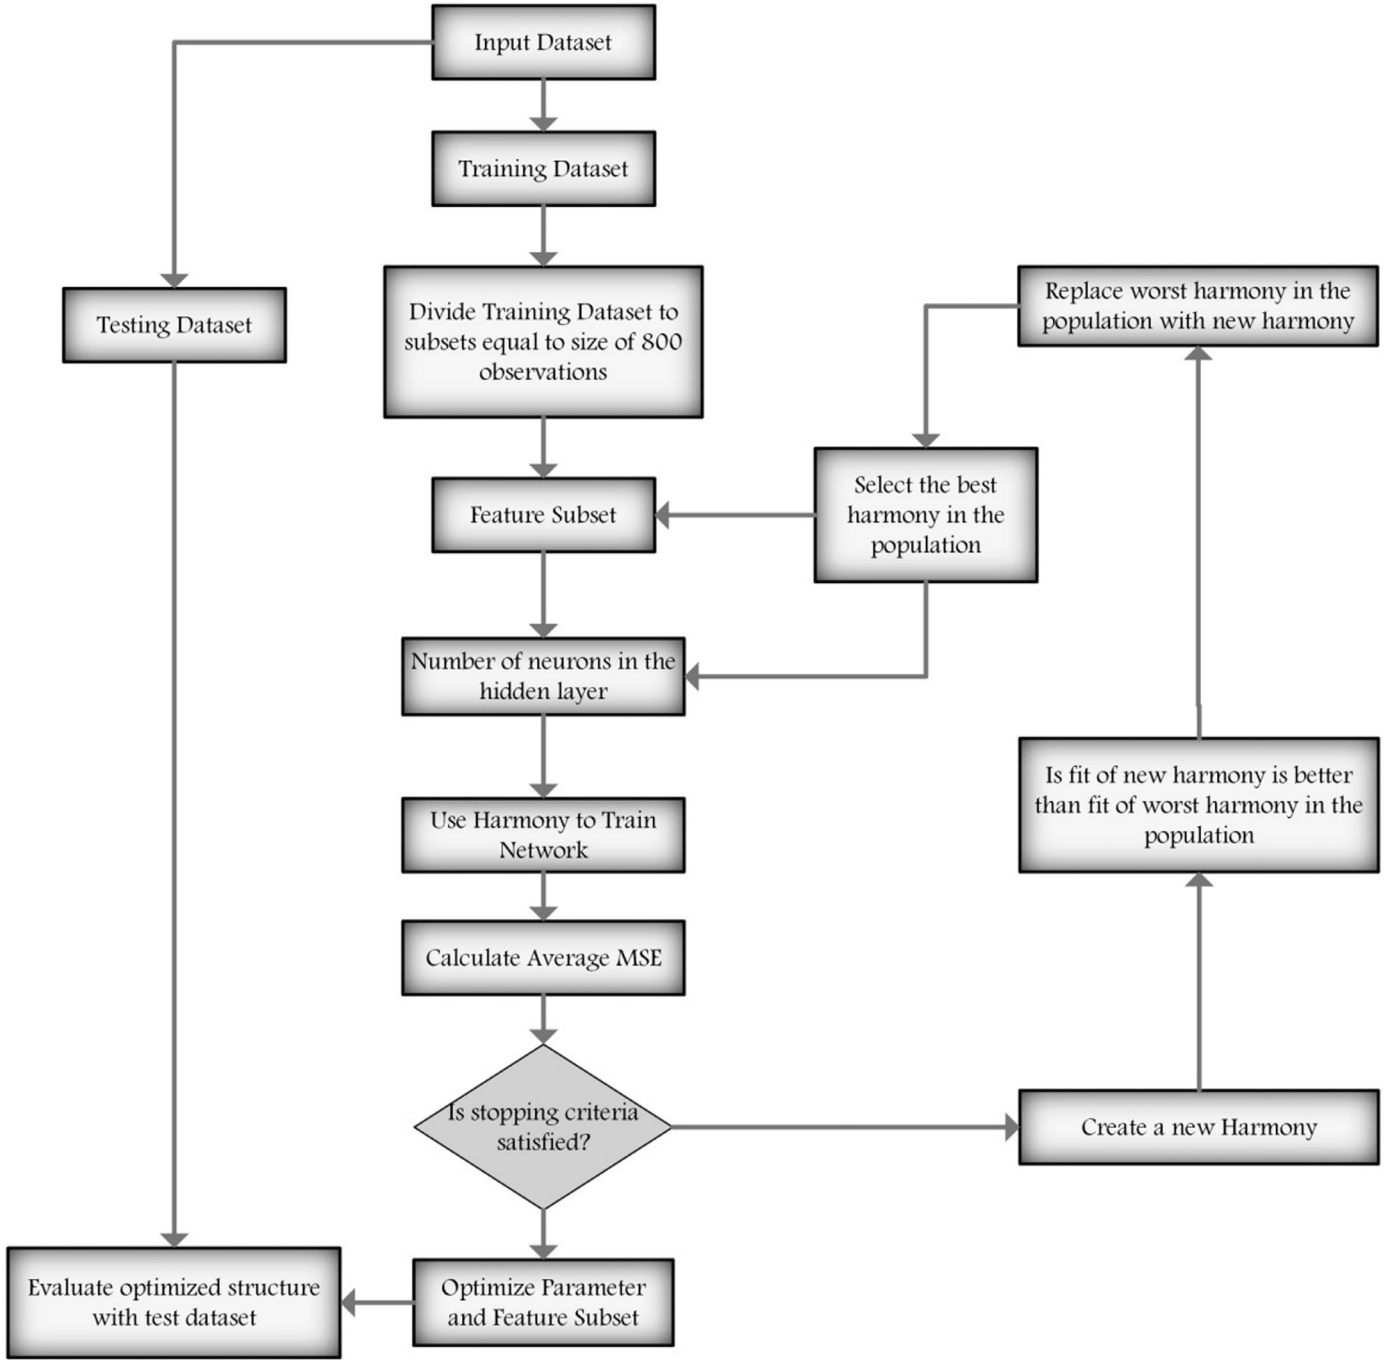 Input Dataset
Training Dataset
Testing Dataset
Divide Training Dataset to
subsets equal to size of 800
observations
Replace worst harmony in the
population with new harmony
Feature Subset
Select the best
harmony in the
population
Number of neurons in the
hidden layer
Use Harmony to Train
Network
Is fit of new harmony is better
than fit of worst harmony in the
population
Calculate Average MSE
Is stopping criteria
satisfied?
Create a new Harmony
Evaluate optimized structure
with test dataset
Optimize Parameter
and Feature Subset